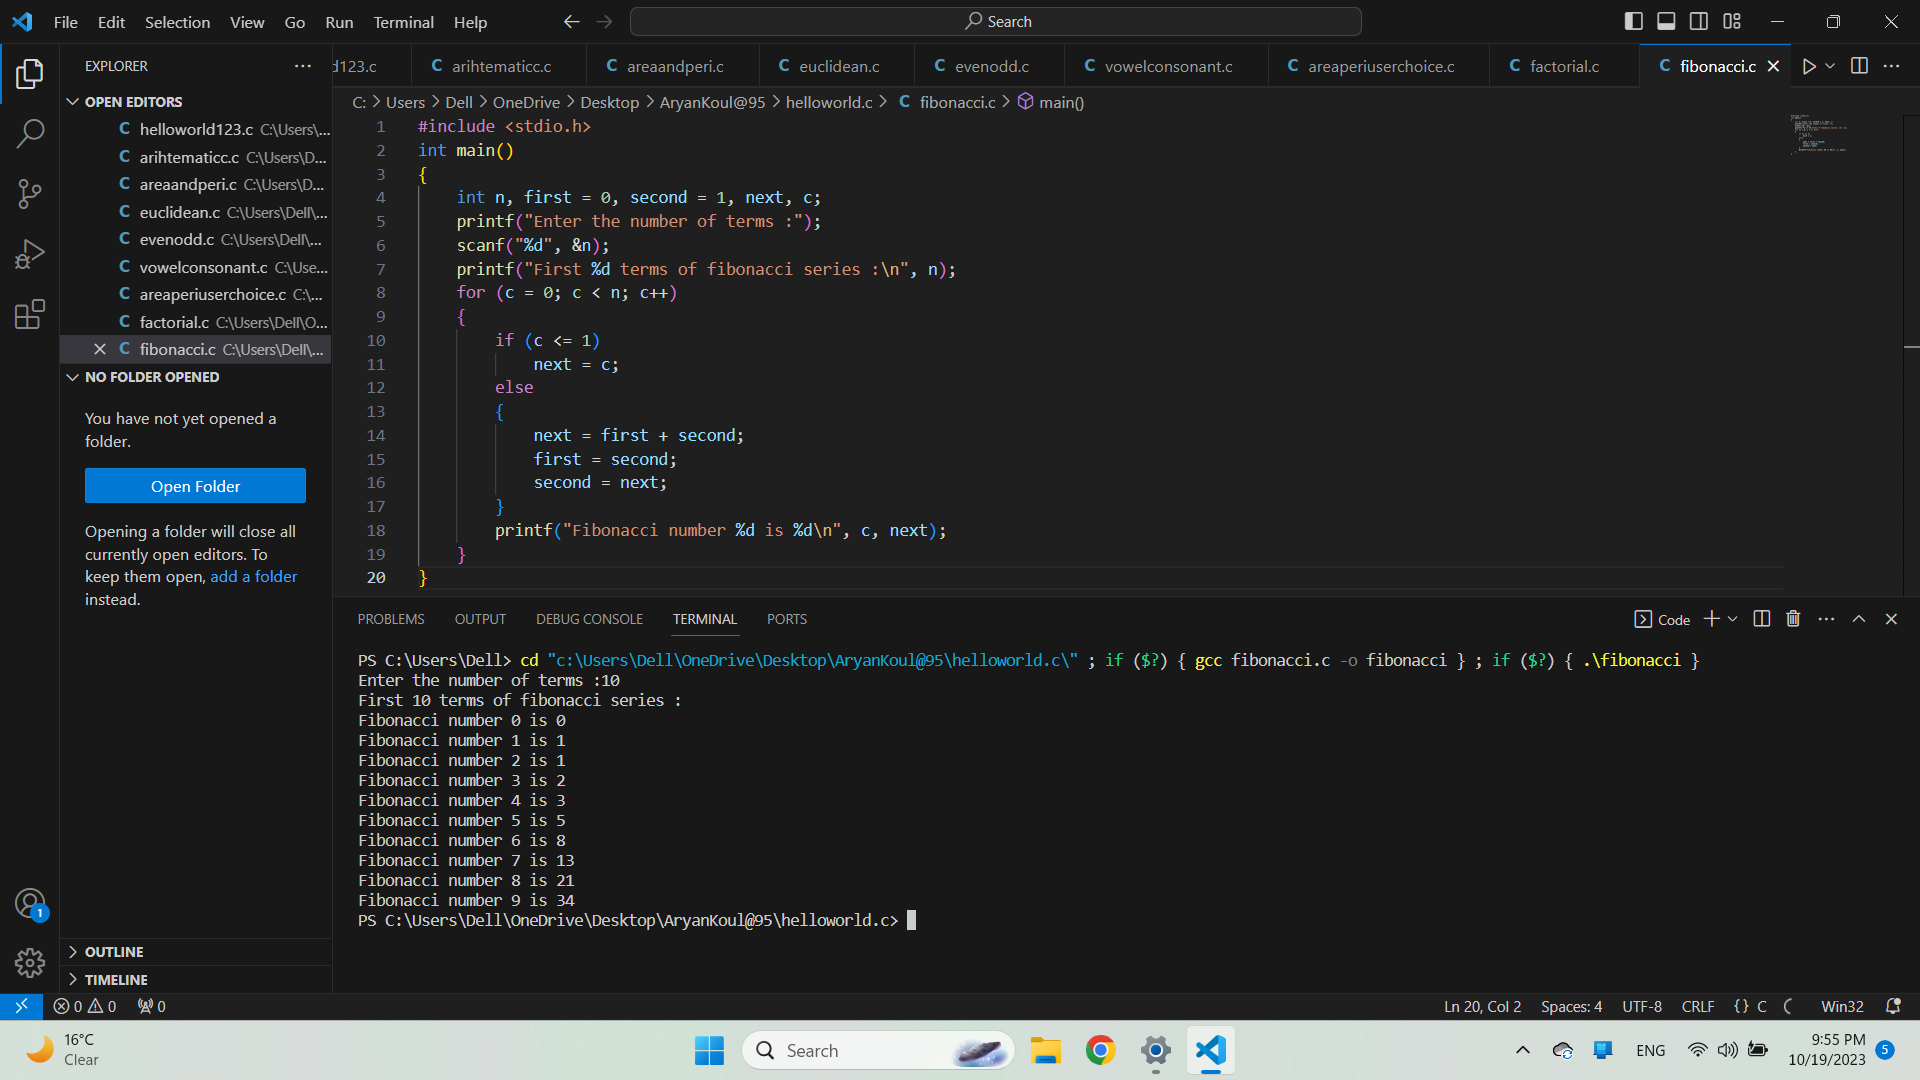 File Edit Selection View Go Run Terminal Help
Search
EXPLORER
OPEN EDITORS
C helloworld123.c C:\Users\...
C arihtematicc.c C:\Users\D...
C areaandperi.c C:\Users\D...
C euclidean.c C:\Users\Dell\...
C evenodd.c C:\Users\Dell\...
C vowelconsonant.c C:\Use...
C areaperiuserchoice.c C:\...
C factorial.c C:\Users\Dell\O...
C fibonacci.c C:\Users\Dell\...
NO FOLDER OPENED
You have not yet opened a
folder.
Open Folder
Opening a folder will close all
currently open editors. To
keep them open, add a folder
instead.
OUTLINE
TIMELINE
1
d123.c C arihtematicc.c C areaandperi.c C euclidean.c C evenodd.c C vowelconsonant.c C areaperiuserchoice.c C factorial.c C fibonacci.c
C: > Users > Dell > OneDrive > Desktop > AryanKoul@95 > helloworld.c > C fibonacci.c > main()
1 #include <stdio.h>
2 int main()
3 {
4 int n, first = 0, second = 1, next, c;
5 printf("Enter the number of terms :");
6 scanf("%d", &n);
7 printf("First %d terms of fibonacci series :\n", n);
8 for (c = 0; c < n; c++)
9 {
10 if (c <= 1)
11 next = c;
12 else
13 {
14 next = first + second;
15 first = second;
16 second = next;
17 }
18 printf("Fibonacci number %d is %d\n", c, next);
19 }
20 }
PROBLEMS OUTPUT DEBUG CONSOLE TERMINAL PORTS
Code
PS C:\Users\Dell> cd "c:\Users\Dell\OneDrive\Desktop\AryanKoul@95\helloworld.c\" ; if ($?) { gcc fibonacci.c -o fibonacci } ; if ($?) { .\fibonacci }
Enter the number of terms :10
First 10 terms of fibonacci series :
Fibonacci number 0 is 0
Fibonacci number 1 is 1
Fibonacci number 2 is 1
Fibonacci number 3 is 2
Fibonacci number 4 is 3
Fibonacci number 5 is 5
Fibonacci number 6 is 8
Fibonacci number 7 is 13
Fibonacci number 8 is 21
Fibonacci number 9 is 34
PS C:\Users\Dell\OneDrive\Desktop\AryanKoul@95\helloworld.c>
0 0 0 Ln 20, Col 2 Spaces: 4 UTF-8 CRLF {} C Win32
16°C
Clear
Search
ENG
9:55 PM
10/19/2023
5